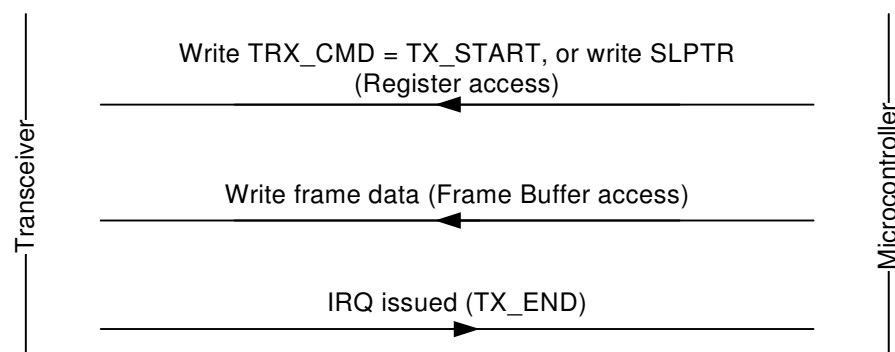 Write TRX_CMD = TX_START, or write SLPTR
(Register access)
Transceiver
Write frame data (Frame Buffer access)
Microcontroller
IRQ issued (TX_END)